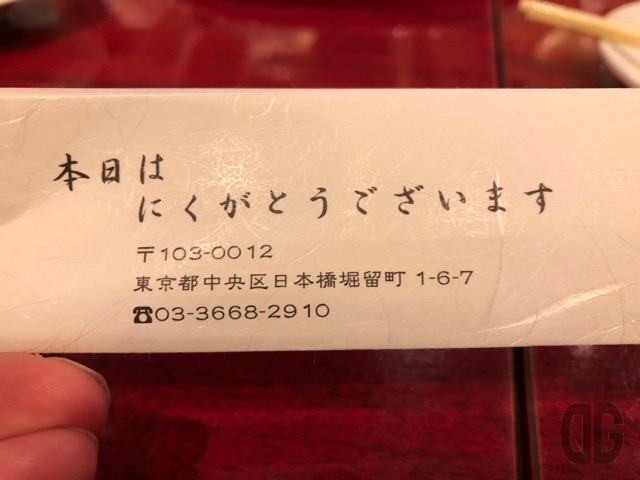 本日は
にくがとうございます
〒103-0012
東京都中央区日本橋堀留町 1-6-7
☎03-3668-2910
DG